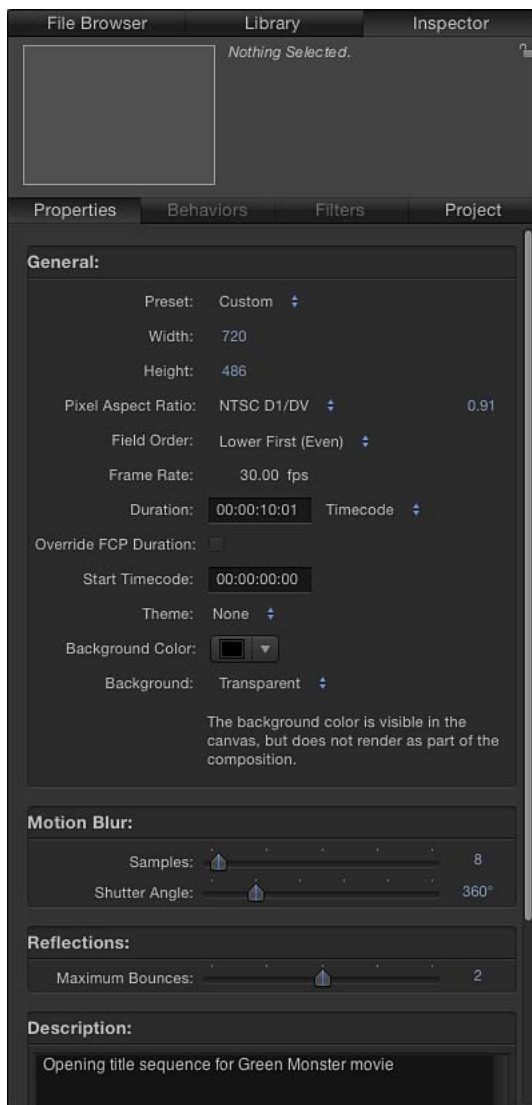 File Browser Library Inspector
Nothing Selected.
Properties Behaviors Filters Project
General:
Preset: Custom
Width: 720
Height: 486
Pixel Aspect Ratio: NTSC D1/DV 0.91
Field Order: Lower First (Even)
Frame Rate: 30.00 fps
Duration: 00:00:10:01 Timecode
Override FCP Duration:
Start Timecode: 00:00:00:00
Theme: None
Background Color:
Background: Transparent
The background color is visible in the
canvas, but does not render as part of the
composition.
Motion Blur:
Samples: 8
Shutter Angle: 360°
Reflections:
Maximum Bounces: 2
Description:
Opening title sequence for Green Monster movie